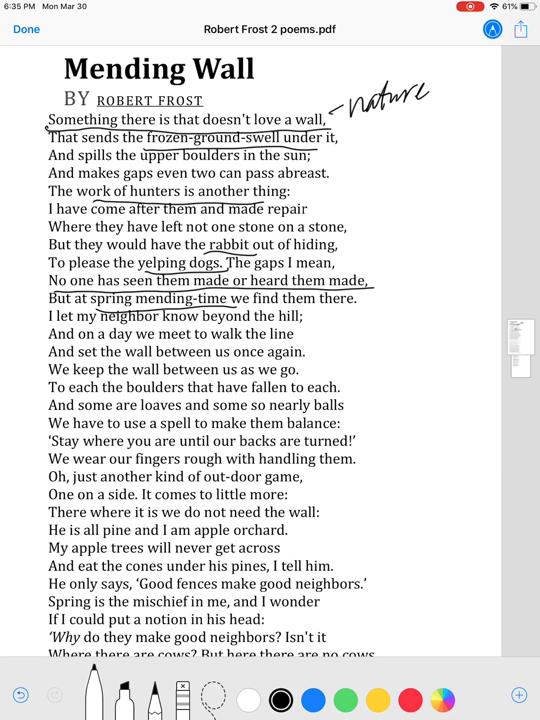 6:35 PM Mon Mar 30
61%
Done
Robert Frost 2 poems.pdf
Mending Wall
BY ROBERT FROST
Something there is that doesn't love a wall,
nature
That sends the frozen-ground-swell under it,
And spills the upper boulders in the sun;
And makes gaps even two can pass abreast.
The work of hunters is another thing:
I have come after them and made repair
Where they have left not one stone on a stone,
But they would have the rabbit out of hiding,
To please the yelping dogs. The gaps I mean,
No one has seen them made or heard them made,
But at spring mending-time we find them there.
I let my neighbor know beyond the hill;
And on a day we meet to walk the line
And set the wall between us once again.
We keep the wall between us as we go.
To each the boulders that have fallen to each.
And some are loaves and some so nearly balls
We have to use a spell to make them balance:
‘Stay where you are until our backs are turned!’
We wear our fingers rough with handling them.
Oh, just another kind of out-door game,
One on a side. It comes to little more:
There where it is we do not need the wall:
He is all pine and I am apple orchard.
My apple trees will never get across
And eat the cones under his pines, I tell him.
He only says, ‘Good fences make good neighbors.’
Spring is the mischief in me, and I wonder
If I could put a notion in his head:
‘Why do they make good neighbors? Isn't it
Where there are cows? But here there are no cows